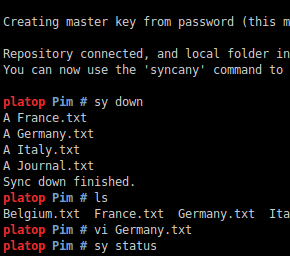 Creating master key from password (this m
Repository connected, and local folder in
You can now use the 'syncany' command to
platop Pim # sy down
A France.txt
A Germany.txt
A Italy.txt
A Journal.txt
Sync down finished.
platop Pim # ls
Belgium.txt  France.txt  Germany.txt  Ita
platop Pim # vi Germany.txt
platop Pim # sy status